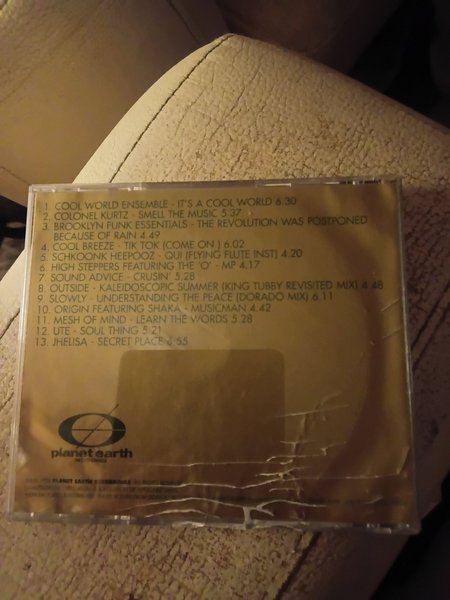 1. COOL WORLD ENSEMBLE - IT'S A COOL WORLD 6.30
2. COLONEL KURTZ - SMELL THE MUSIC 5.37
3 BROOKLYN FUNK ESSENTIALS - THE REVOLUTION WAS POSTPONED
BECAUSE OF RAIN 4 49
4. COOL BREEZE - TIK TOK (COME ON ) 6.02
5. SCHKOONK HEEPOOZ - QUI (FLYING FLUTE INST) 4.20
6 HIGH STEPPERS FEATURING THE 'O' - MP 4.17
7 SOUND ADVICE - CRUSIN' 5.28
8 OUTSIDE - KALEIDOSCOPIC SUMMER (KING TUBBY REVISITED MIX) 4.48
9 SLOWLY - UNDERSTANDING THE PEACE (DORADO MIX) 6.11
10. ORIGIN FEATURING SHAKA - MUSICMAN 4.42
11. MESH OF MIND - LEARN THE WORDS 5.28
12. UTE - SOUL THING 5.21
13. JHELISA - SECRET PLACE 6.55
planet earth
RECORDINGS
PLANET EARTH RECORDINGS